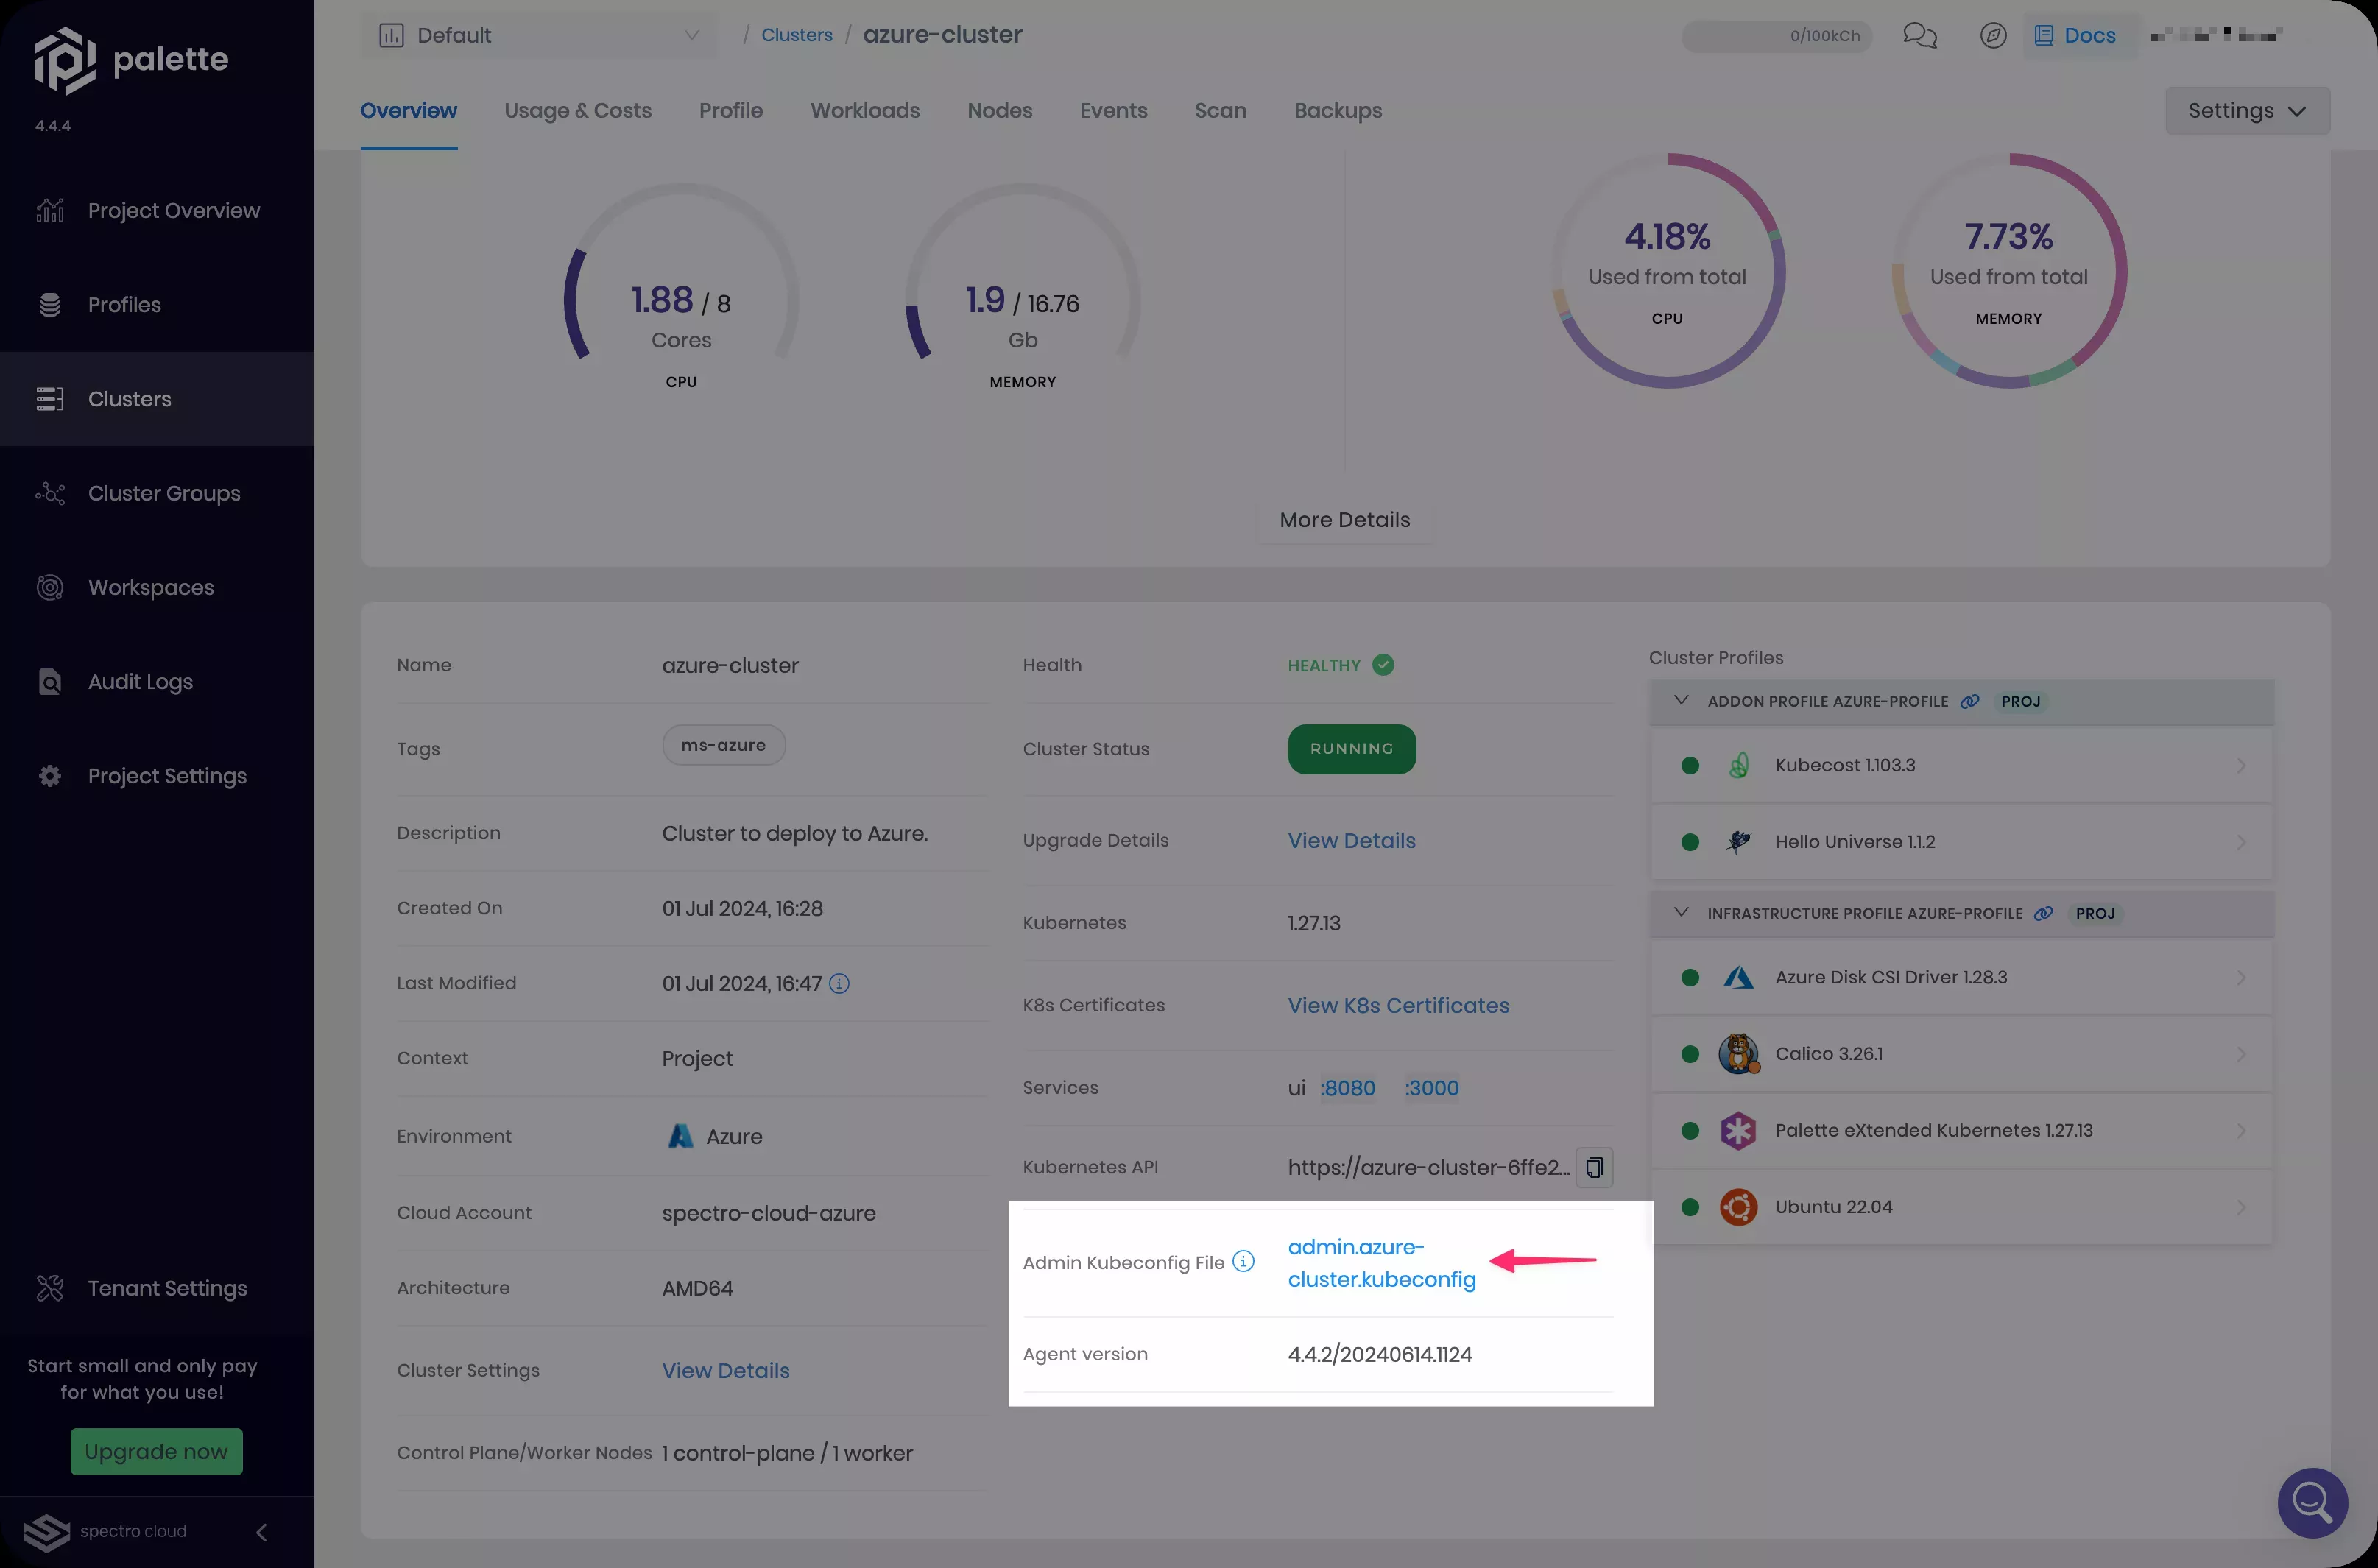 palette
4.4.4
Project Overview
Profiles
Clusters
Cluster Groups
Workspaces
Audit Logs
Project Settings
Tenant Settings
Start small and only pay
for what you use!
Upgrade now
spectro cloud
Default / Clusters / azure-cluster
0/100kCh
Docs
Overview Usage & Costs Profile Workloads Nodes Events Scan Backups
Settings
1.88 / 8
Cores
CPU
1.9 / 16.76
Gb
MEMORY
4.18%
Used from total
CPU
7.73%
Used from total
MEMORY
More Details
Name azure-cluster
Tags ms-azure
Description Cluster to deploy to Azure.
Created On 01 Jul 2024, 16:28
Last Modified 01 Jul 2024, 16:47
Context Project
Environment Azure
Cloud Account spectro-cloud-azure
Architecture AMD64
Cluster Settings View Details
Control Plane/Worker Nodes 1 control-plane / 1 worker
Health HEALTHY
Cluster Status RUNNING
Upgrade Details View Details
Kubernetes 1.27.13
K8s Certificates View K8s Certificates
Services ui :8080 :3000
Kubernetes API https://azure-cluster-6ffe2...
Admin Kubeconfig File admin.azure-
cluster.kubeconfig
Agent version 4.4.2/20240614.1124
Cluster Profiles
ADDON PROFILE AZURE-PROFILE PROJ
Kubecost 1.103.3
Hello Universe 1.1.2
INFRASTRUCTURE PROFILE AZURE-PROFILE PROJ
Azure Disk CSI Driver 1.28.3
Calico 3.26.1
Palette eXtended Kubernetes 1.27.13
Ubuntu 22.04